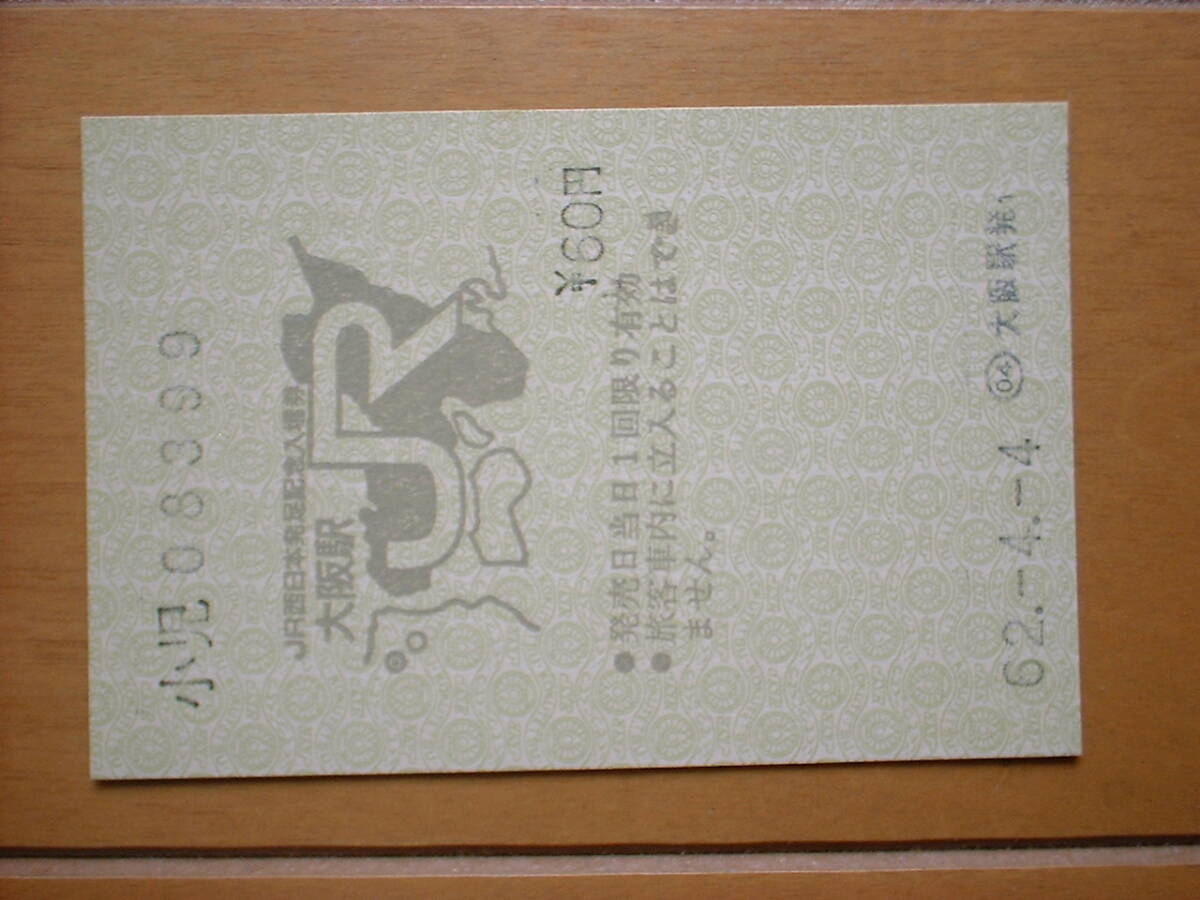 小児 08399
JR西日本発足記念入場券
大阪駅
JR
¥60円
●発売日当日1回限り有効
●旅客車内に立入ることはでき
ません。
62.-4.-4 04 大阪駅発行